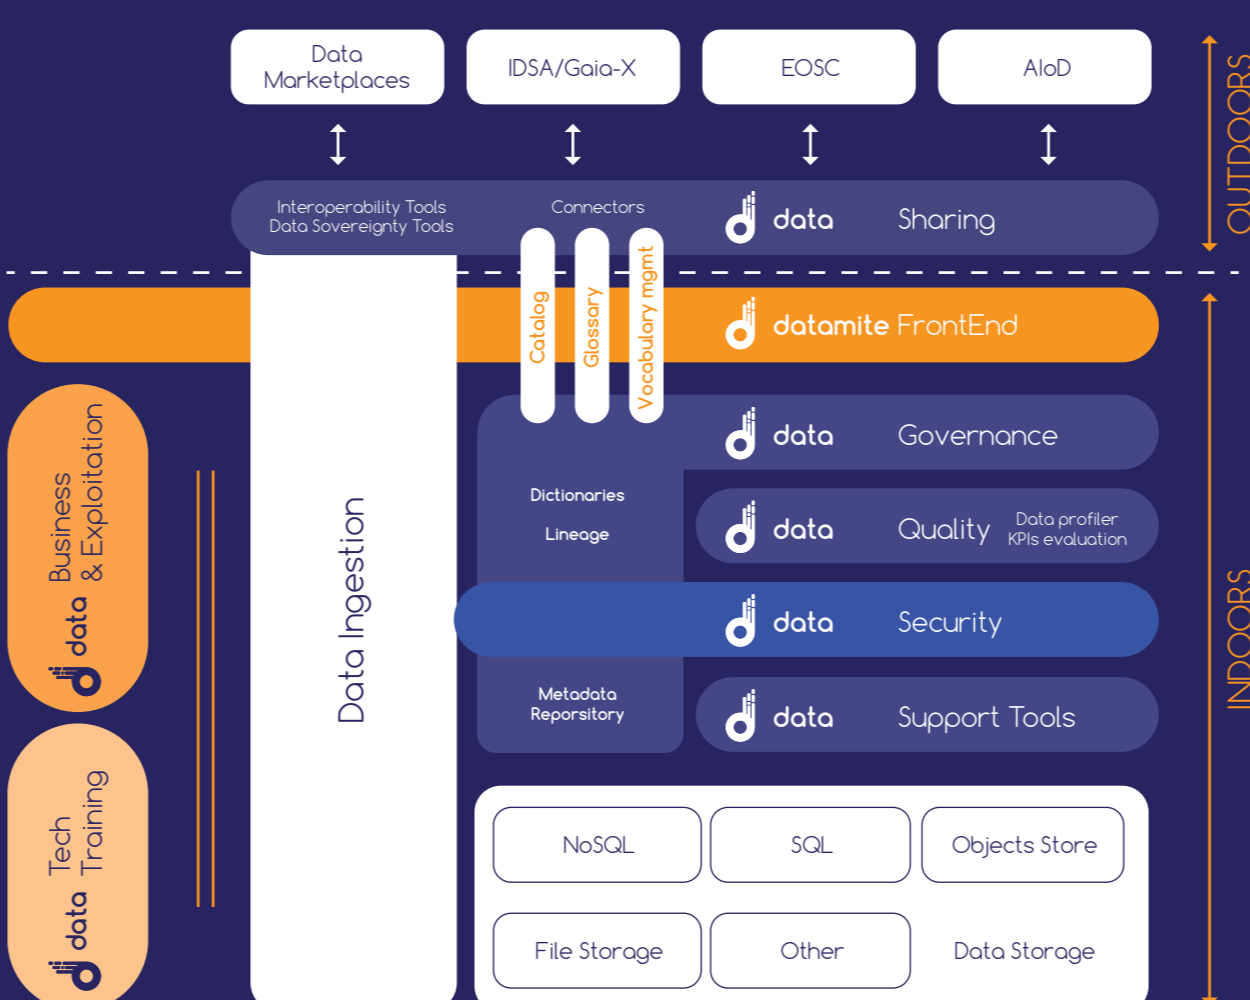 Data
Marketplaces
IDSA/Gaia-X
EOSC
AIoD
OUTDOORS
Interoperability Tools
Data Sovereignty Tools
Connectors
data Sharing
Catalog
Glossary
Vocabulary mgmt
datamite FrontEnd
data Governance
Dictionaries
Lineage
data Quality
Data profiler
KPIs evaluation
data Security
Metadata
Reporsitory
data Support Tools
INDOORS
Data Ingestion
data Business
& Exploitation
data Tech
Training
NoSQL
SQL
Objects Store
File Storage
Other
Data Storage